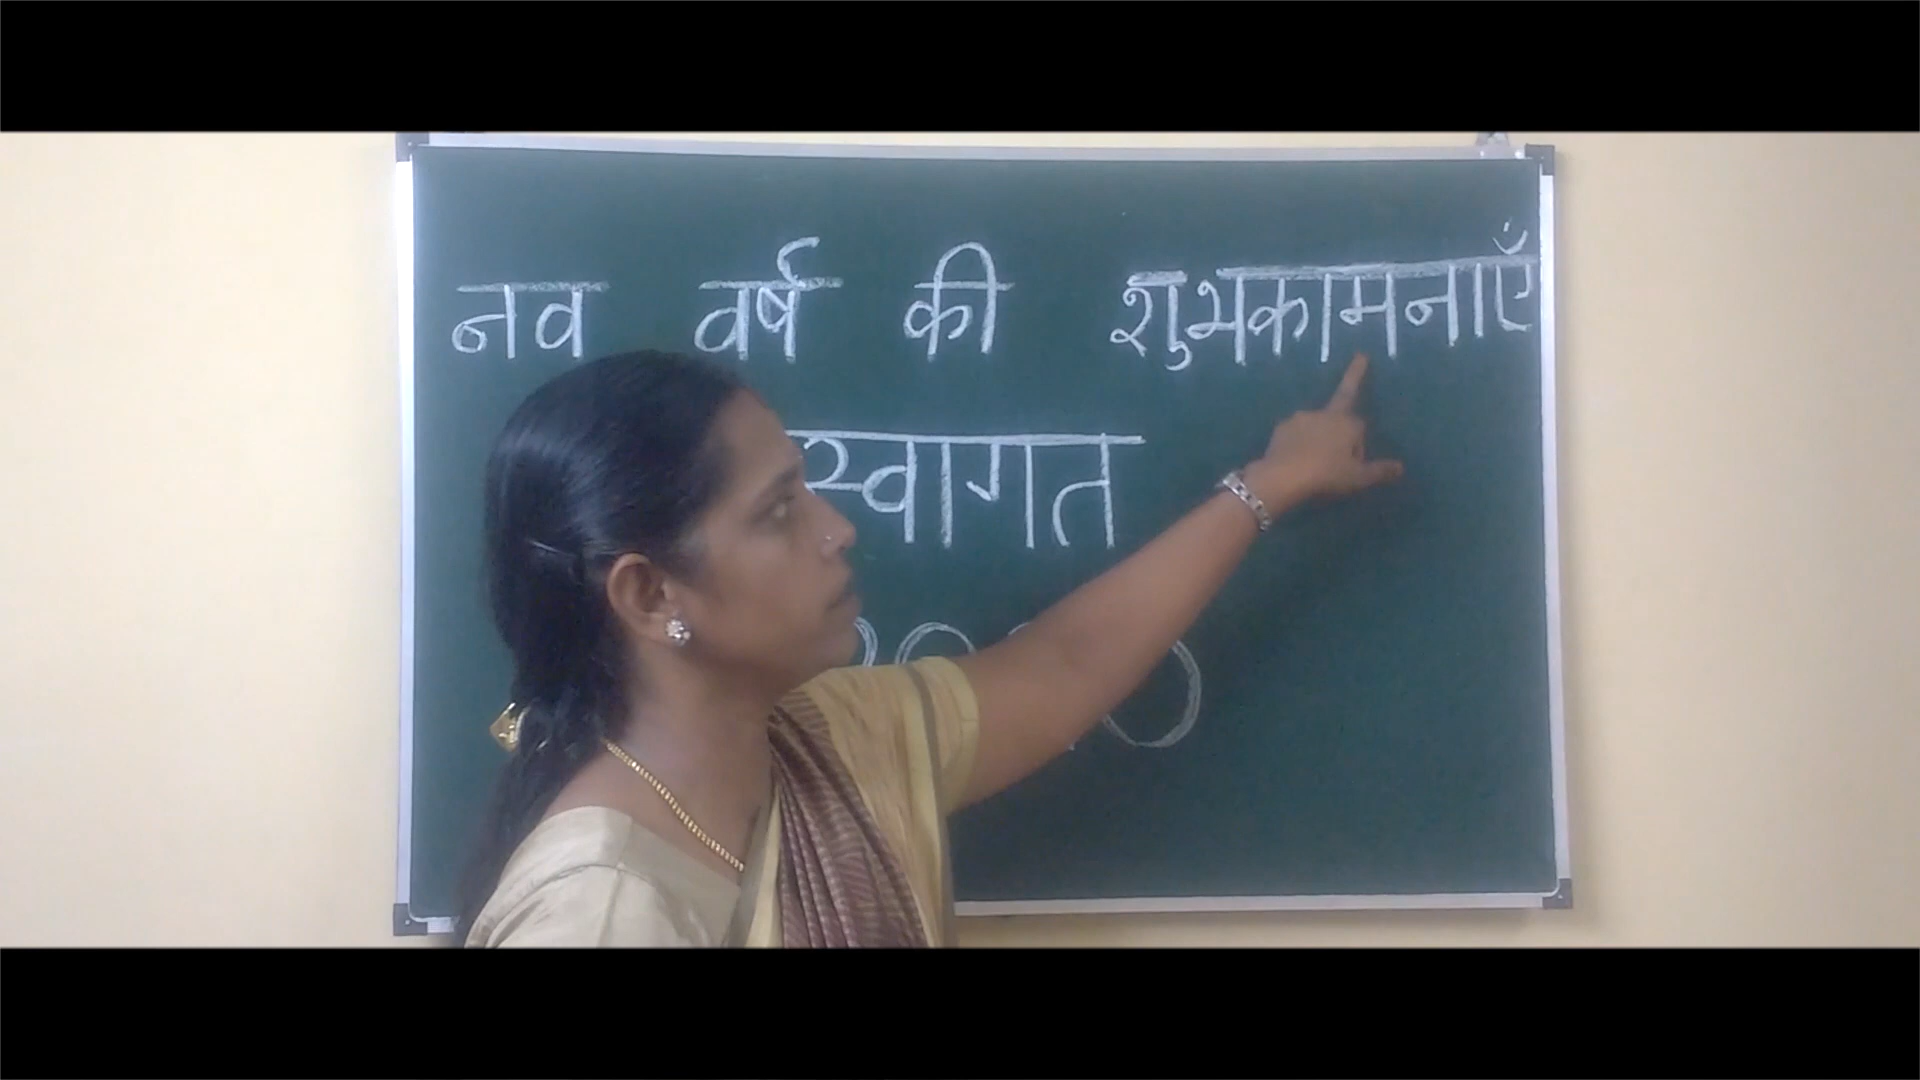 नव वर्ष की शुभकामनाएँ
स्वागत